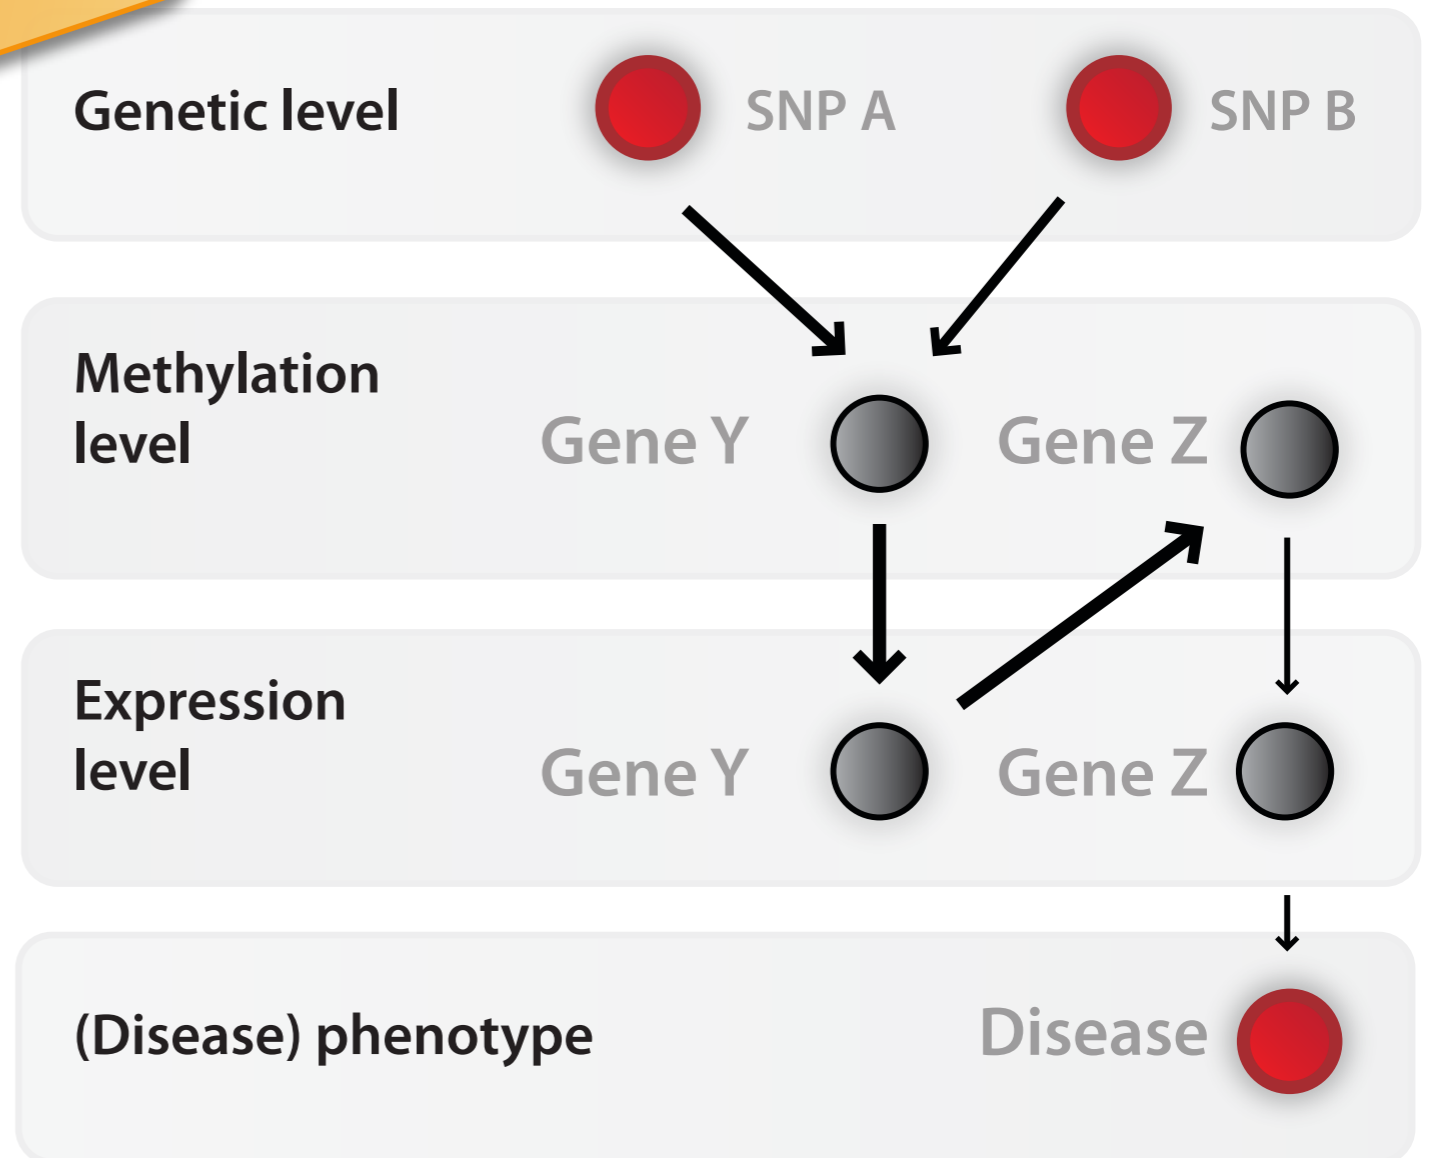 Genetic level
SNP A
SNP B
Methylation
level
Gene Y
Gene Z
Expression
level
Gene Y
Gene Z
(Disease) phenotype
Disease